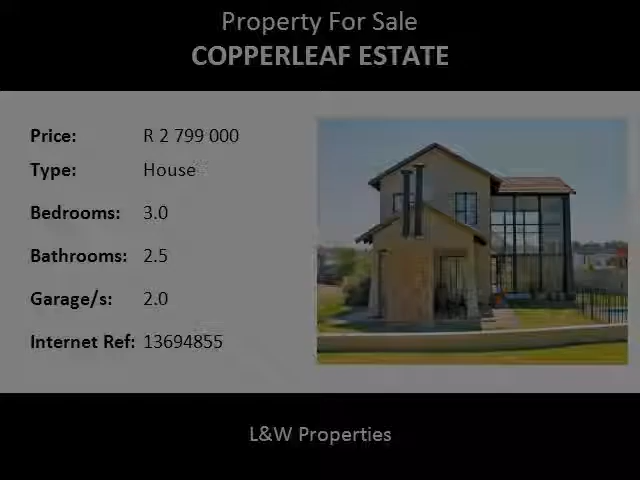 Property For Sale
COPPERLEAF ESTATE
Price: R 2 799 000
Type: House
Bedrooms: 3.0
Bathrooms: 2.5
Garage/s: 2.0
Internet Ref: 13694855
L&W Properties